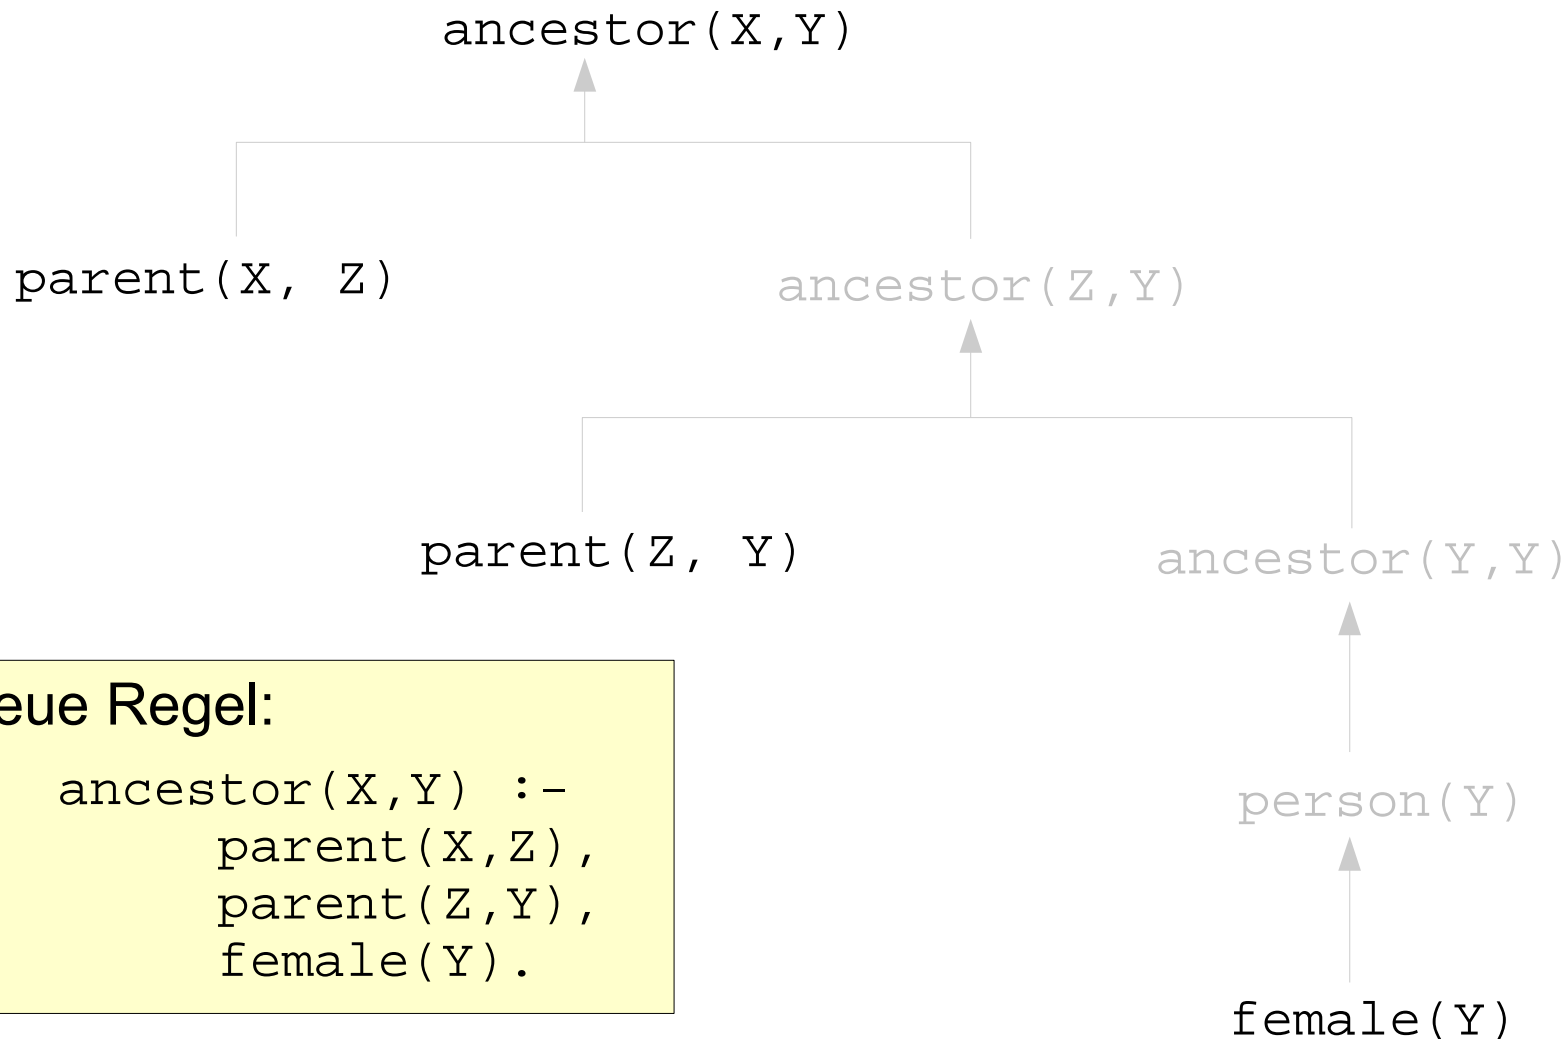 ancestor(X,Y)
parent(X, Z)
ancestor(Z,Y)
parent(Z, Y)
ancestor(Y,Y)
person(Y)
female(Y)
eue Regel:
ancestor(X,Y) :-
parent(X,Z),
parent(Z,Y),
female(Y).